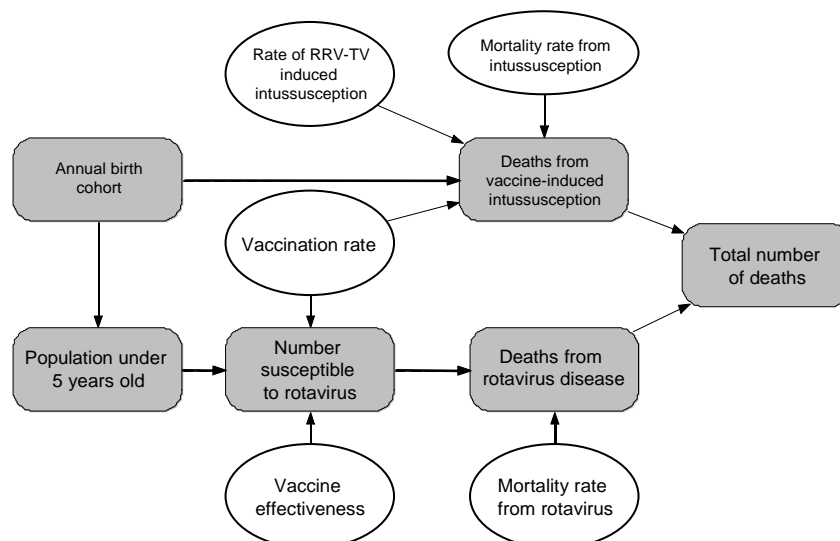 Rate of RRV-TV
induced
intussusception
Mortality rate from
intussusception
Annual birth
cohort
Deaths from
vaccine-induced
intussusception
Vaccination rate
Total number
of deaths
Population under
5 years old
Number
susceptible
to rotavirus
Deaths from
rotavirus disease
Vaccine
effectiveness
Mortality rate
from rotavirus